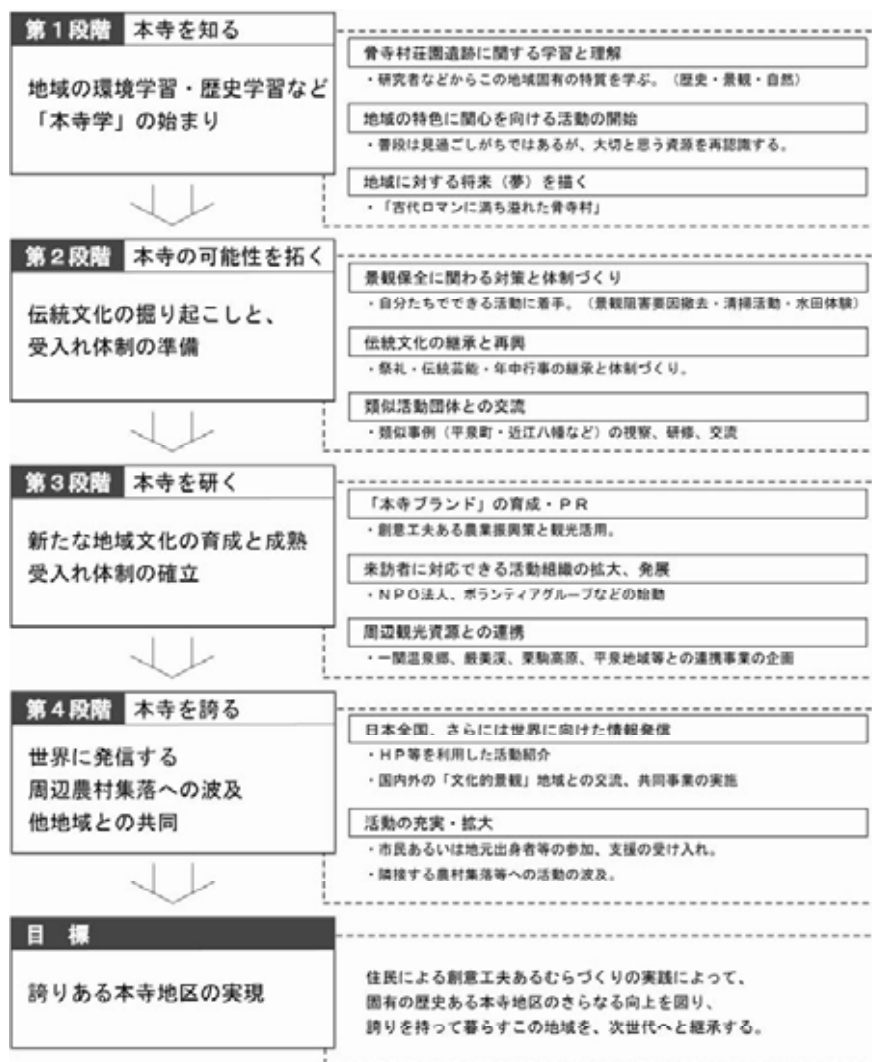 第1段階 本寺を知る
地域の環境学習・歴史学習など
「本寺学」の始まり
骨寺村荘園遺跡に関する学習と理解
・研究者などからこの地域固有の特質を学ぶ。（歴史・景観・自然）
地域の特色に関心を向ける活動の開始
・普段は見過ごしがちではあるが、大切と思う資源を再認識する。
地域に対する将来（夢）を描く
・「古代ロマンに満ち溢れた骨寺村」
第2段階 本寺の可能性を拓く
伝統文化の掘り起こしと、
受入れ体制の準備
景観保全に関わる対策と体制づくり
・自分たちでできる活動に着手。（景観阻害要因撤去・清掃活動・水田体験）
伝統文化の継承と再興
・祭礼・伝統芸能・年中行事の継承と体制づくり。
類似活動団体との交流
・類似事例（平泉町・近江八幡など）の視察、研修、交流
第3段階 本寺を研く
新たな地域文化の育成と成熟
受入れ体制の確立
「本寺ブランド」の育成・PR
・創意工夫ある農業振興策と観光活用。
来訪者に対応できる活動組織の拡大、発展
・NPO法人、ボランティアグループなどの始動
周辺観光資源との連携
・一関温泉郷、厳美渓、栗駒高原、平泉地域等との連携事業の企画
第4段階 本寺を誇る
世界に発信する
周辺農村集落への波及
他地域との共同
日本全国、さらには世界に向けた情報発信
・HP等を利用した活動紹介
・国内外の「文化的景観」地域との交流、共同事業の実施
活動の充実・拡大
・市民あるいは地元出身者等の参加、支援の受け入れ。
・隣接する農村集落等への活動の波及。
目 標
誇りある本寺地区の実現
住民による創意工夫あるむらづくりの実践によって、
固有の歴史ある本寺地区のさらなる向上を図り、
誇りを持って暮らすこの地域を、次世代へと継承する。